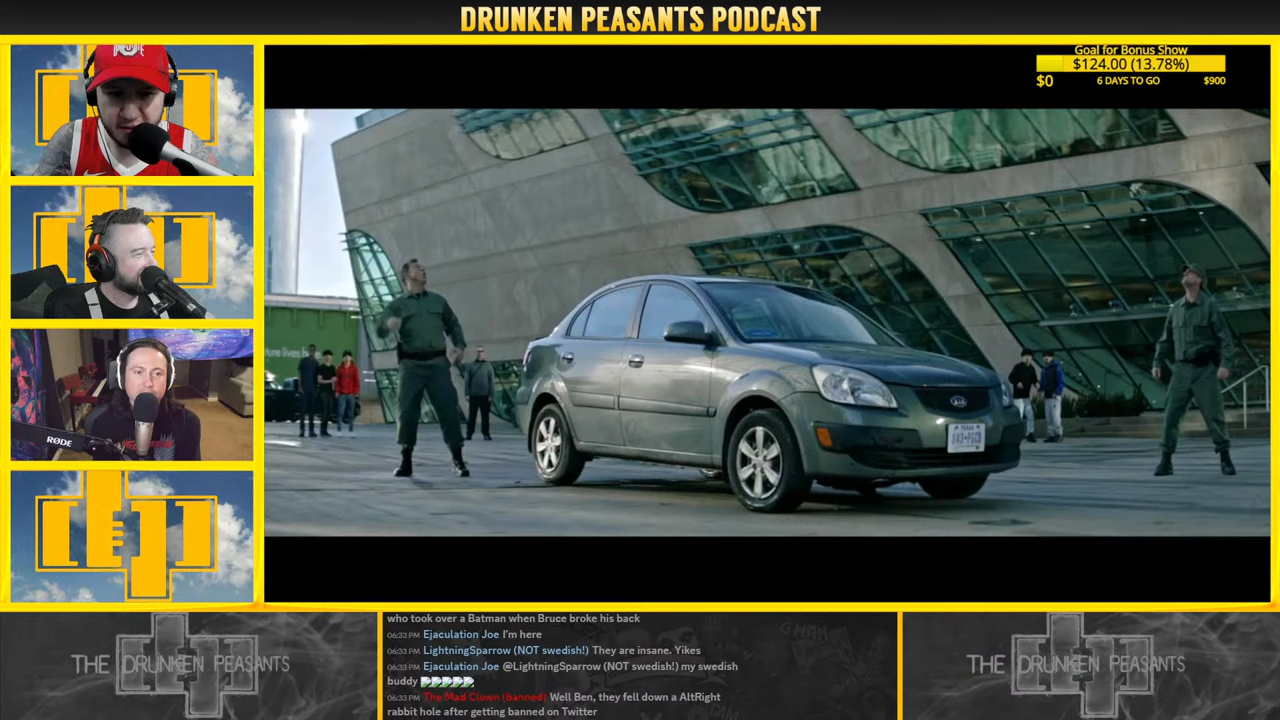 DRUNKEN PEASANTS PODCAST
Goal for Bonus Show
$124.00 (13.78%)
$0 6 DAYS TO GO $900
RØDE
KIA
TEXAS
who took over a Batman when Bruce broke his back
06:33 PM Ejaculation Joe I'm here
06:33 PM LightningSparrow (NOT swedish!) They are insane. Yikes
06:33 PM Ejaculation Joe @LightningSparrow (NOT swedish!) my swedish
buddy
06:33 PM The Mad Clown (banned) Well Ben, they fell down a AltRight
rabbit hole after getting banned on Twitter
THE DRUNKEN PEASANTS
THE DRUNKEN PEASANTS